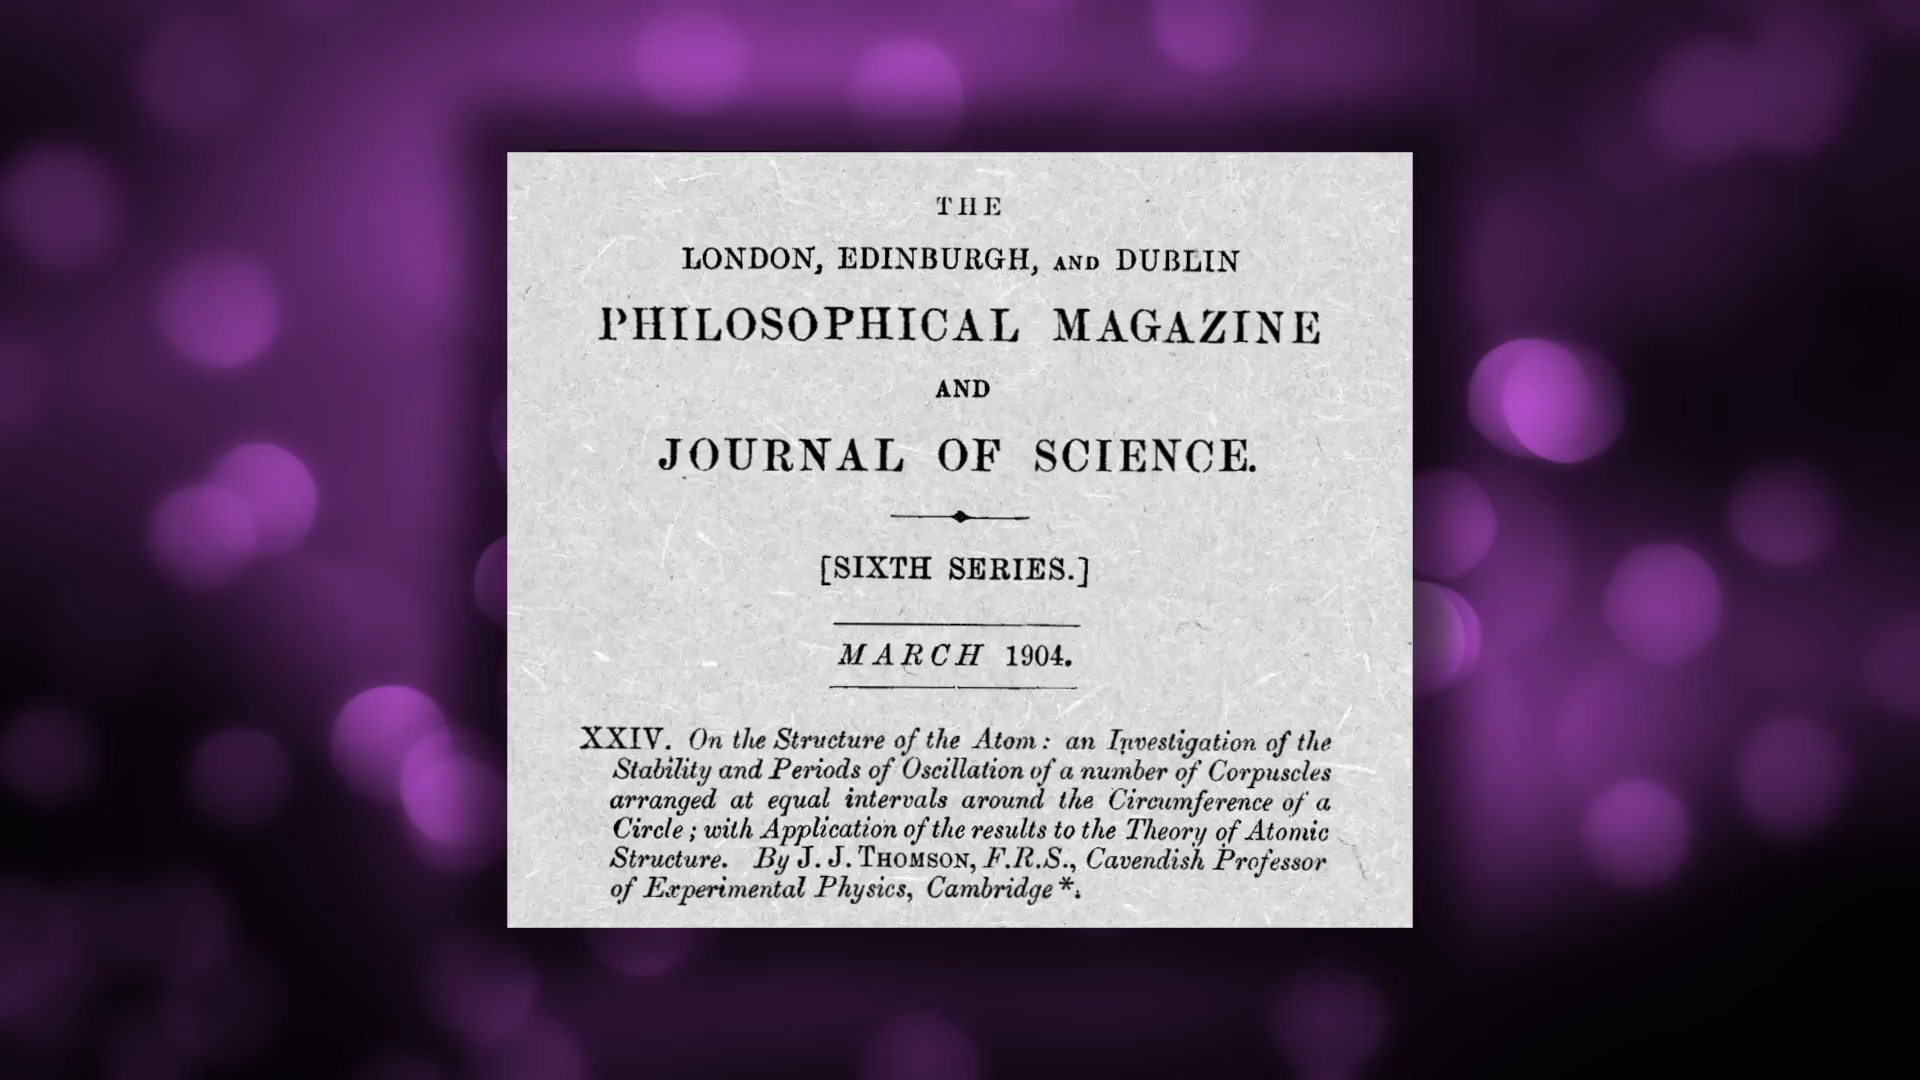 THE
LONDON, EDINBURGH, AND DUBLIN
PHILOSOPHICAL MAGAZINE
AND
JOURNAL OF SCIENCE.
[SIXTH SERIES.]
MARCH 1904.
XXIV. On the Structure of the Atom : an Investigation of the
Stability and Periods of Oscillation of a number of Corpuscles
arranged at equal intervals around the Circumference of a
Circle ; with Application of the results to the Theory of Atomic
Structure. By J. J. THOMSON, F.R.S., Cavendish Professor
of Experimental Physics, Cambridge *.